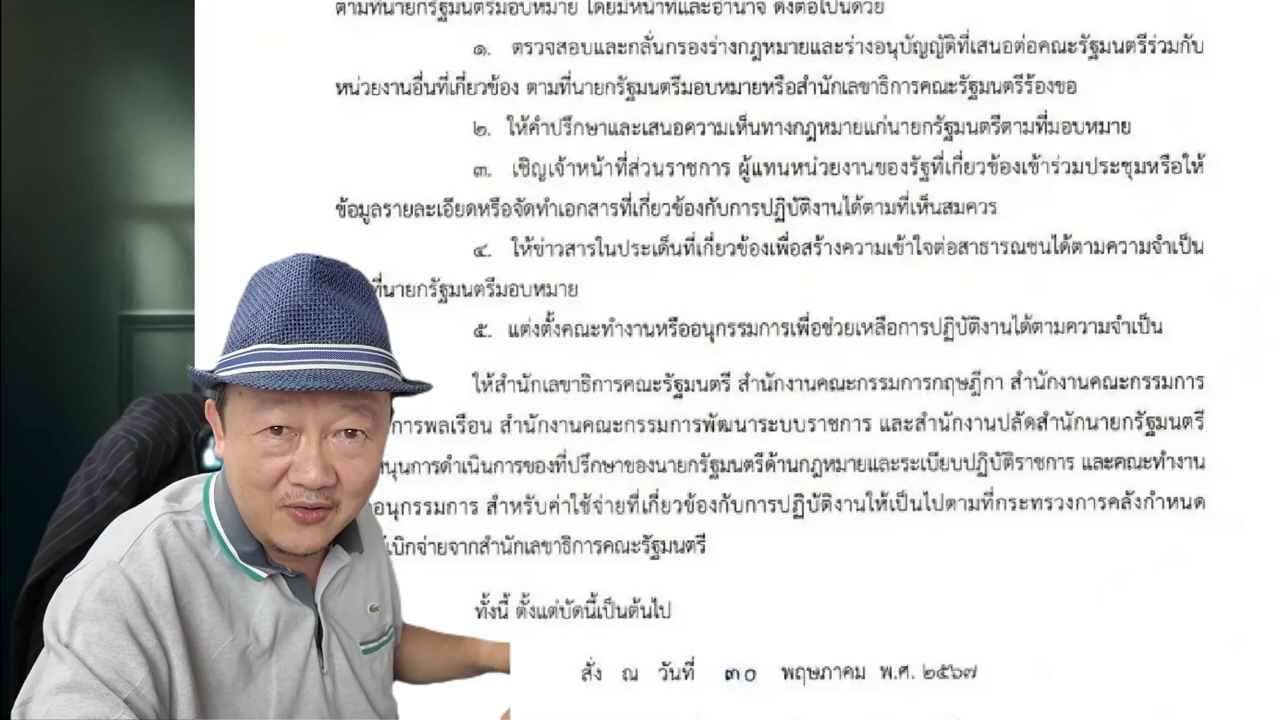 ตามที่นายกรัฐมนตรีมอบหมาย โดยมีหน้าที่และอำนาจ ดังต่อไปนี้ด้วย
๑. ตรวจสอบและกลั่นกรองร่างกฎหมายและร่างอนุบัญญัติที่เสนอต่อคณะรัฐมนตรีร่วมกับ
หน่วยงานอื่นที่เกี่ยวข้อง ตามที่นายกรัฐมนตรีมอบหมายหรือสำนักเลขาธิการคณะรัฐมนตรีร้องขอ
๒. ให้คำปรึกษาและเสนอความเห็นทางกฎหมายแก่นายกรัฐมนตรีตามที่มอบหมาย
๓. เชิญเจ้าหน้าที่ส่วนราชการ ผู้แทนหน่วยงานของรัฐที่เกี่ยวข้องเข้าร่วมประชุมหรือให้
ข้อมูลรายละเอียดหรือจัดทำเอกสารที่เกี่ยวข้องกับการปฏิบัติงานได้ตามที่เห็นสมควร
๔. ให้ข่าวสารในประเด็นที่เกี่ยวข้องเพื่อสร้างความเข้าใจต่อสาธารณชนได้ตามความจำเป็น
ที่นายกรัฐมนตรีมอบหมาย
๕. แต่งตั้งคณะทำงานหรืออนุกรรมการเพื่อช่วยเหลือการปฏิบัติงานได้ตามความจำเป็น
ให้สำนักเลขาธิการคณะรัฐมนตรี สำนักงานคณะกรรมการกฤษฎีกา สำนักงานคณะกรรมการ
การพลเรือน สำนักงานคณะกรรมการพัฒนาระบบราชการ และสำนักงานปลัดสำนักนายกรัฐมนตรี
นุนการดำเนินการของที่ปรึกษาของนายกรัฐมนตรีด้านกฎหมายและระเบียบปฏิบัติราชการ และคณะทำงาน
อนุกรรมการ สำหรับค่าใช้จ่ายที่เกี่ยวข้องกับการปฏิบัติงานให้เป็นไปตามที่กระทรวงการคลังกำหนด
เบิกจ่ายจากสำนักเลขาธิการคณะรัฐมนตรี
ทั้งนี้ ตั้งแต่บัดนี้เป็นต้นไป
สั่ง ณ วันที่ ๓๐ พฤษภาคม พ.ศ. ๒๕๖๗